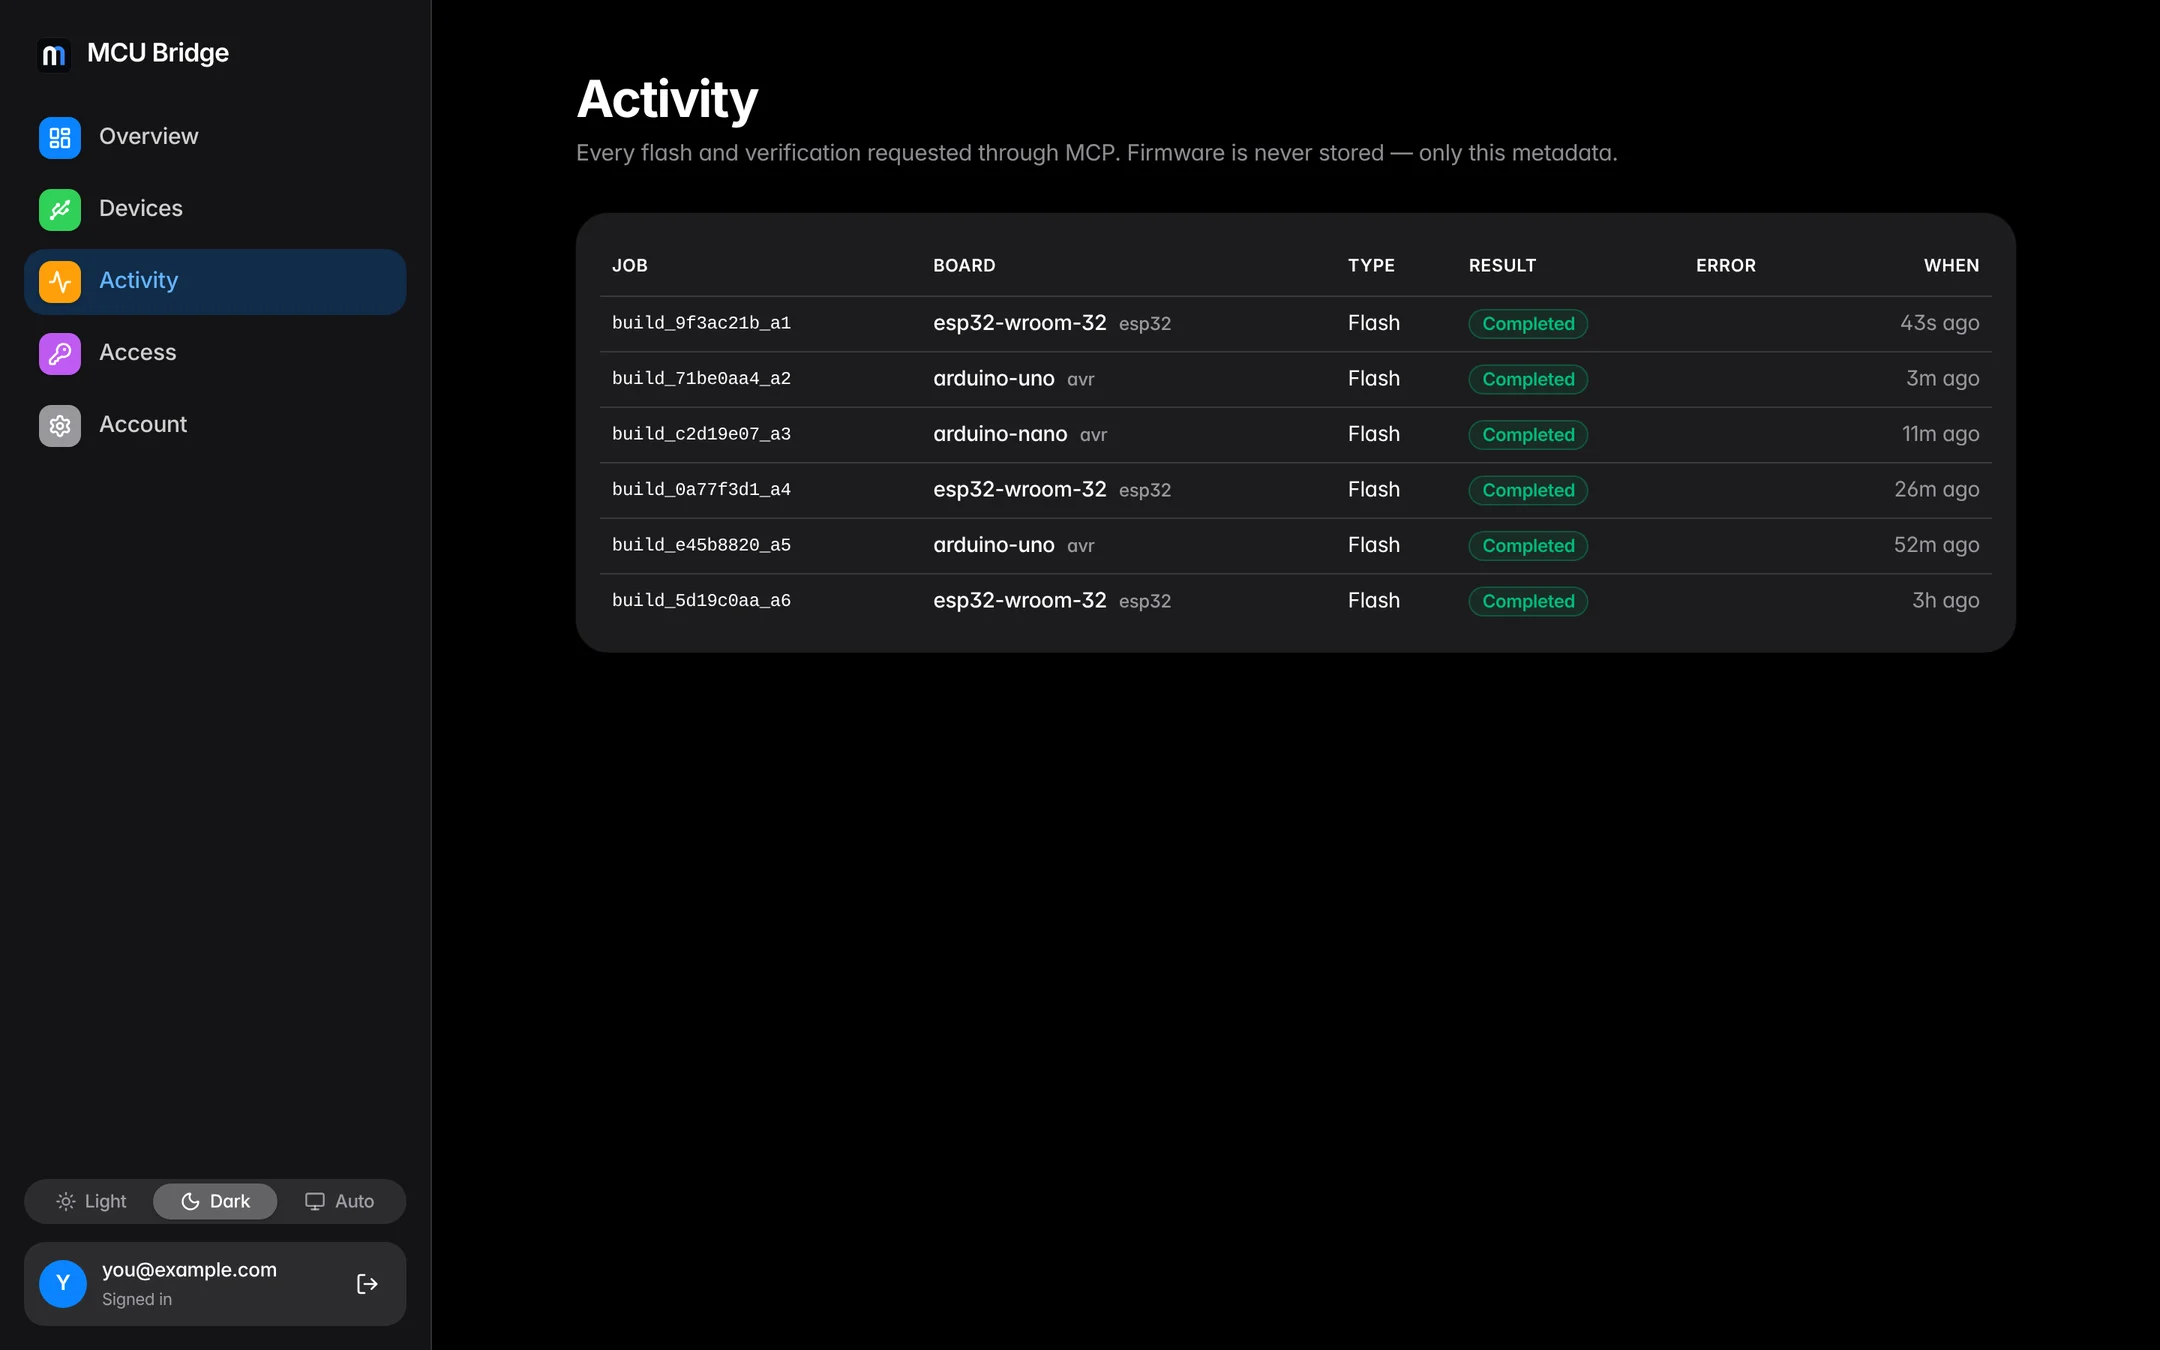 MCU Bridge
Overview
Devices
Activity
Access
Account
Light Dark Auto
Y
you@example.com
Signed in
Activity
Every flash and verification requested through MCP. Firmware is never stored — only this metadata.
JOB BOARD TYPE RESULT ERROR WHEN
build_9f3ac21b_a1 esp32-wroom-32 esp32 Flash Completed 43s ago
build_71be0aa4_a2 arduino-uno avr Flash Completed 3m ago
build_c2d19e07_a3 arduino-nano avr Flash Completed 11m ago
build_0a77f3d1_a4 esp32-wroom-32 esp32 Flash Completed 26m ago
build_e45b8820_a5 arduino-uno avr Flash Completed 52m ago
build_5d19c0aa_a6 esp32-wroom-32 esp32 Flash Completed 3h ago